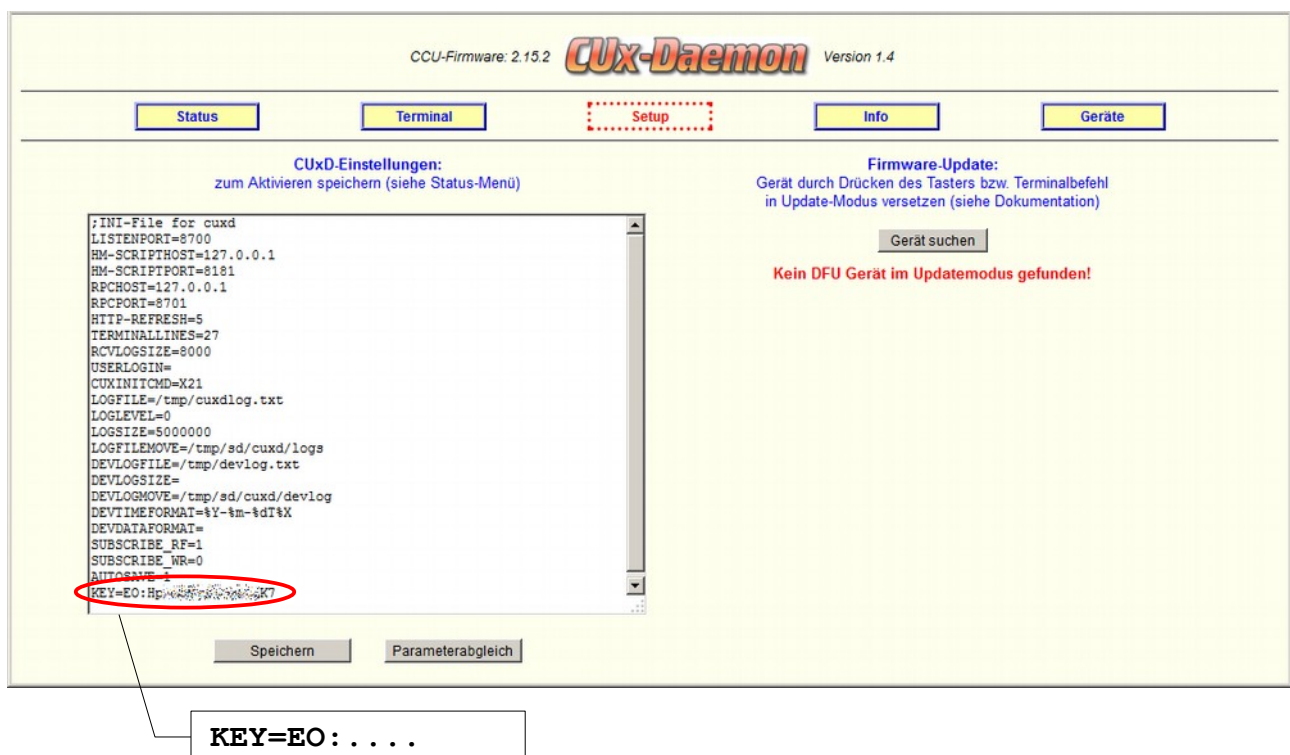 CCU-Firmware: 2.15.2 CUx-Daemon Version 1.4
Status Terminal Setup Info Geräte
CUxD-Einstellungen:
zum Aktivieren speichern (siehe Status-Menü)
;INI-File for cuxd
LISTENPORT=8700
HM-SCRIPTHOST=127.0.0.1
HM-SCRIPTPORT=8181
RPCHOST=127.0.0.1
RPCPORT=8701
HTTP-REFRESH=5
TERMINALLINES=27
RCVLOGSIZE=8000
USERLOGIN=
CUXINITCMD=X21
LOGFILE=/tmp/cuxdlog.txt
LOGLEVEL=0
LOGSIZE=5000000
LOGFILEMOVE=/tmp/sd/cuxd/logs
DEVLOGFILE=/tmp/devlog.txt
DEVLOGSIZE=
DEVLOGMOVE=/tmp/sd/cuxd/devlog
DEVTIMEFORMAT=%Y-%m-%dT%X
DEVDATAFORMAT=
SUBSCRIBE_RF=1
SUBSCRIBE_WR=0
AUTOSAVE=1
KEY=EO:Hp K7
Speichern Parameterabgleich
Firmware-Update:
Gerät durch Drücken des Tasters bzw. Terminalbefehl
in Update-Modus versetzen (siehe Dokumentation)
Gerät suchen
Kein DFU Gerät im Updatemodus gefunden!
KEY=EO:....